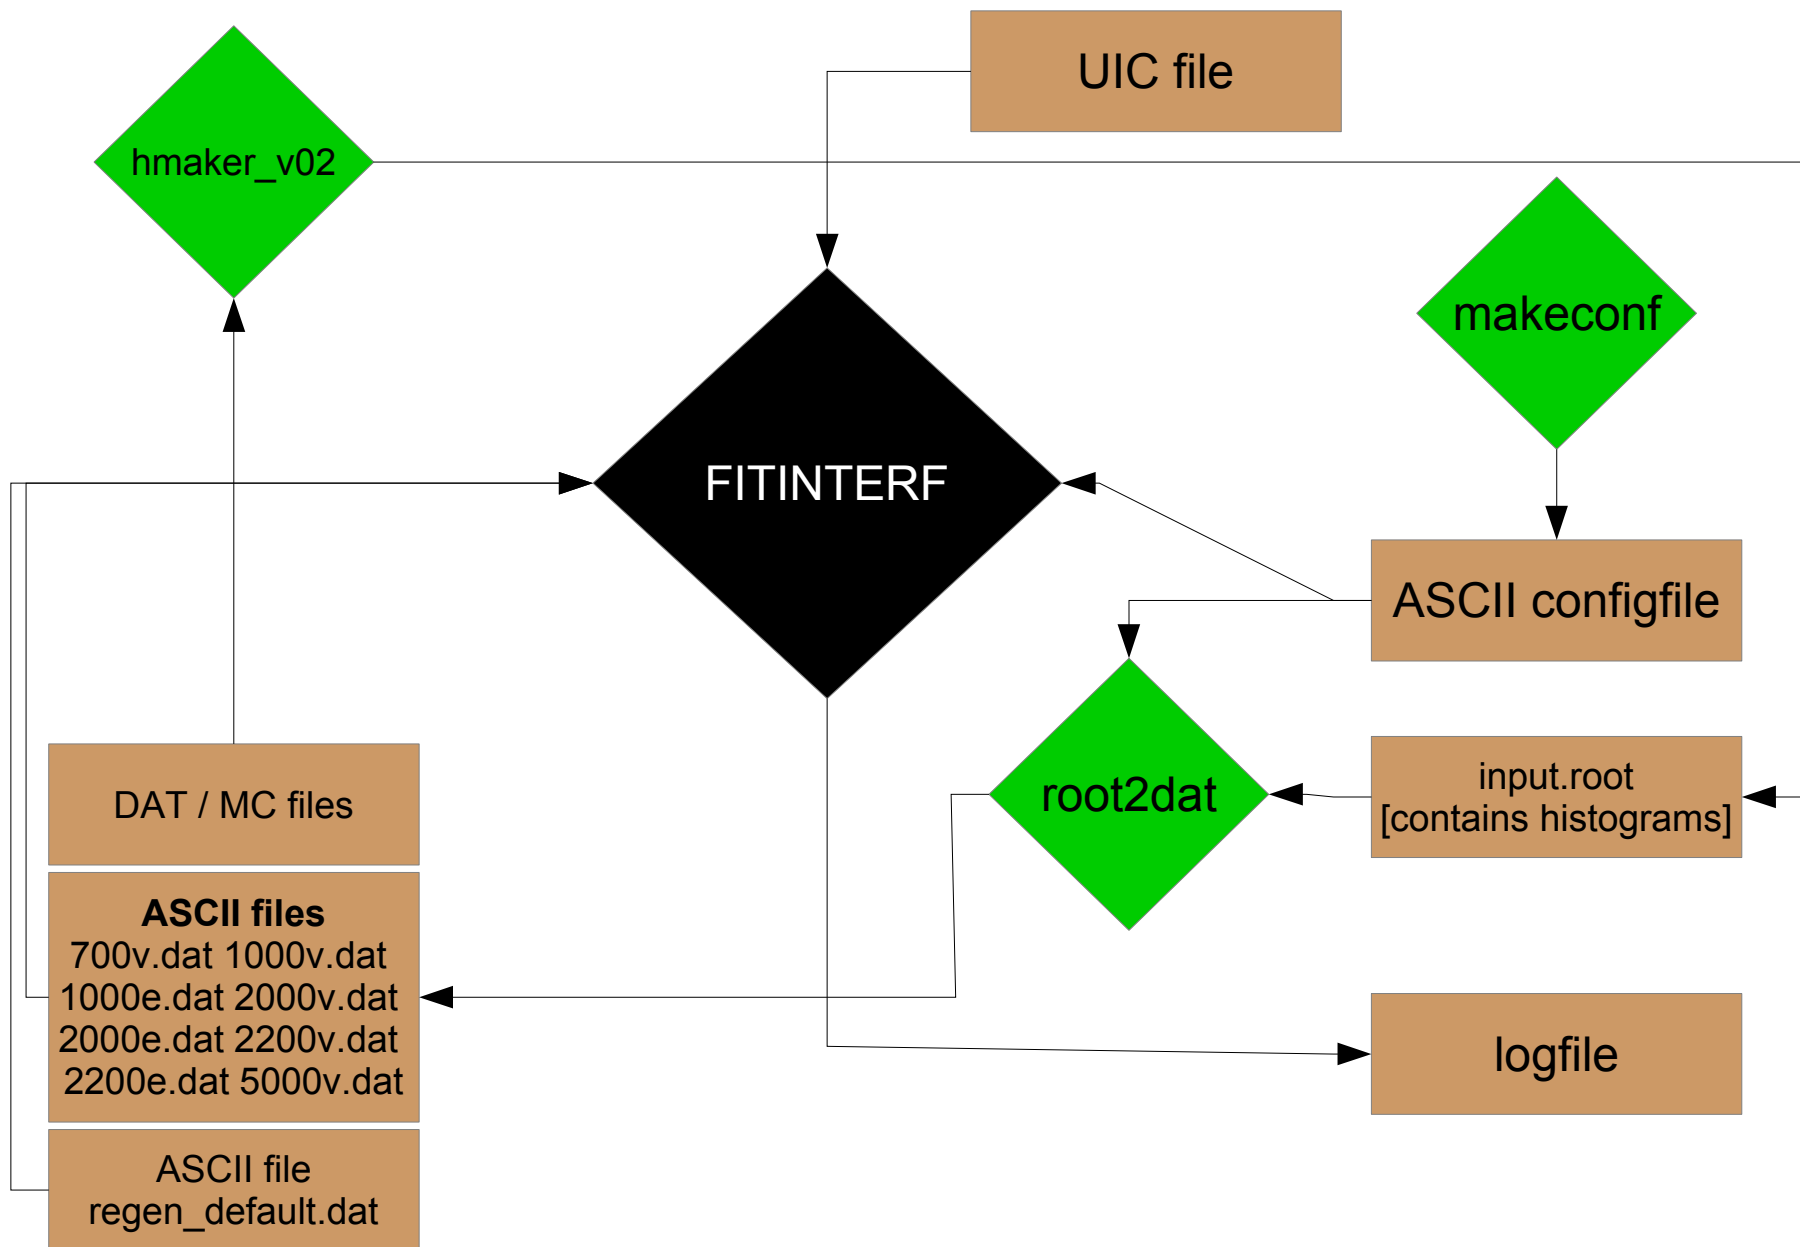 UIC file
hmaker_v02
makeconf
FITINTERF
ASCII configfile
root2dat
input.root
[contains histograms]
DAT / MC files
ASCII files
700v.dat 1000v.dat
1000e.dat 2000v.dat
2000e.dat 2200v.dat
2200e.dat 5000v.dat
logfile
ASCII file
regen_default.dat